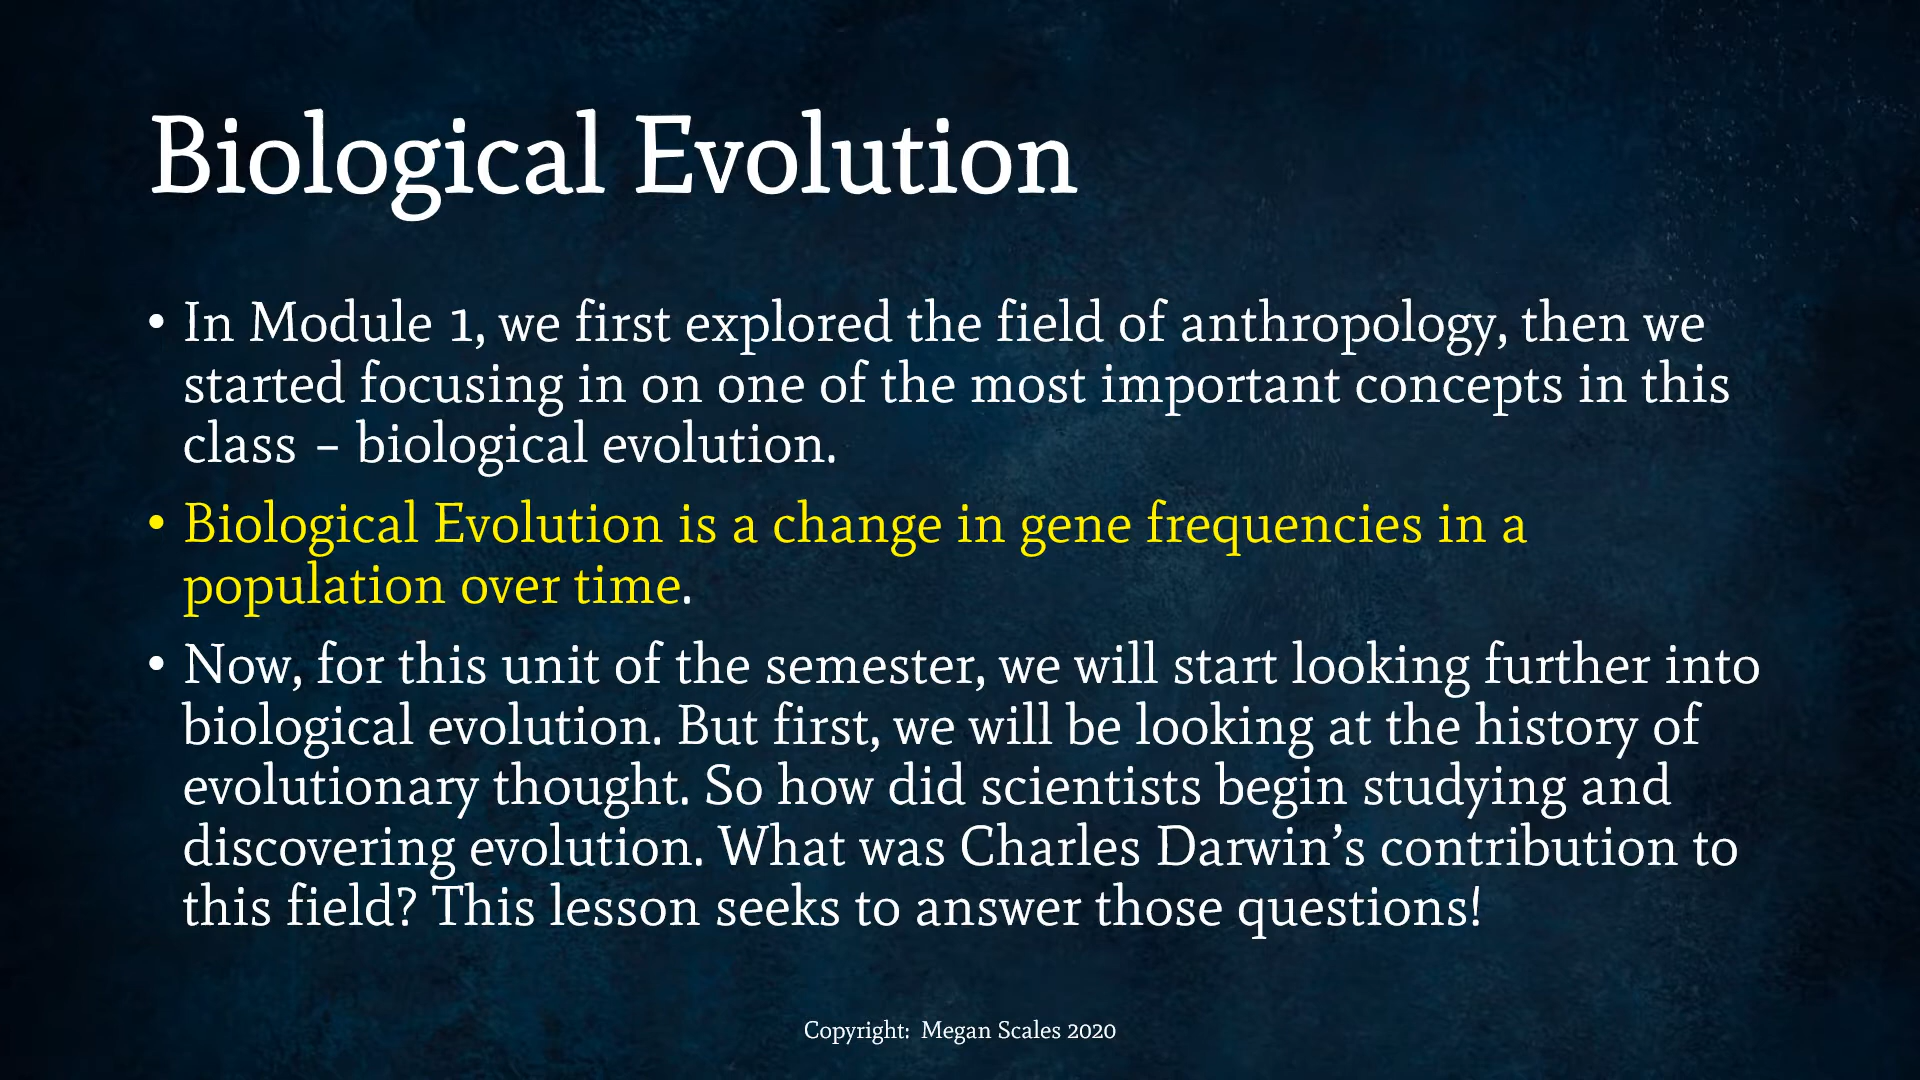 Biological Evolution
• In Module 1, we first explored the field of anthropology, then we
started focusing in on one of the most important concepts in this
class – biological evolution.
• Biological Evolution is a change in gene frequencies in a
population over time.
• Now, for this unit of the semester, we will start looking further into
biological evolution. But first, we will be looking at the history of
evolutionary thought. So how did scientists begin studying and
discovering evolution. What was Charles Darwin’s contribution to
this field? This lesson seeks to answer those questions!
Copyright:  Megan Scales 2020